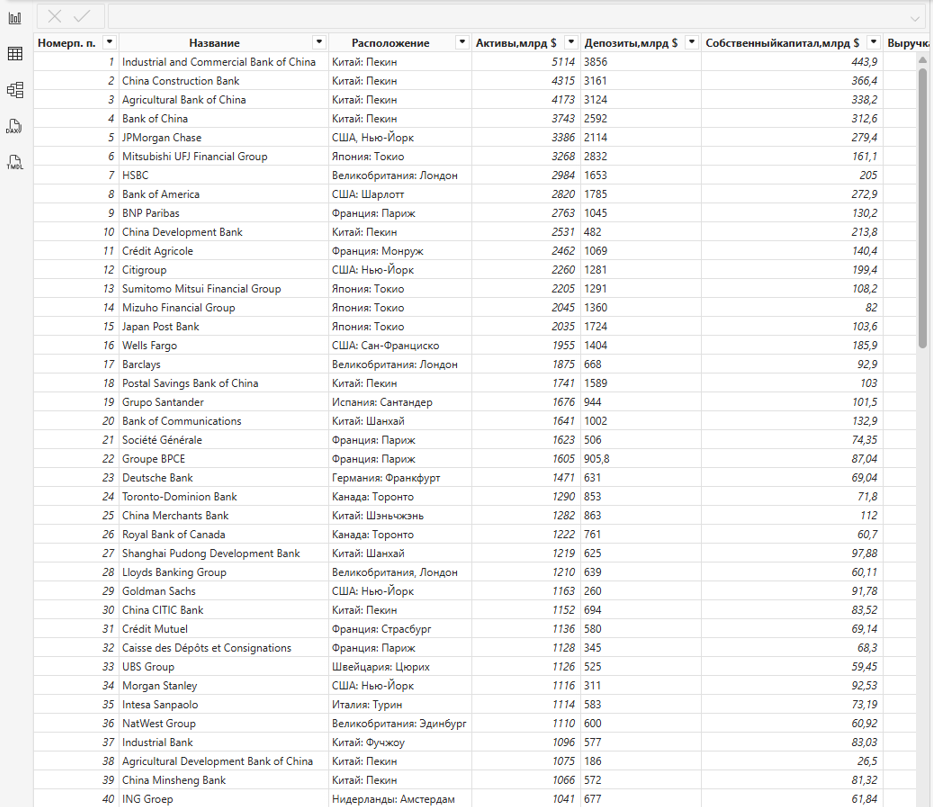 Номерп. п. Название Расположение Активы,млрд $ Депозиты,млрд $ Собственныйкапитал,млрд $ Выручка
1 Industrial and Commercial Bank of China Китай: Пекин 5114 3856 443,9
2 China Construction Bank Китай: Пекин 4315 3161 366,4
3 Agricultural Bank of China Китай: Пекин 4173 3124 338,2
4 Bank of China Китай: Пекин 3743 2592 312,6
5 JPMorgan Chase США, Нью-Йорк 3386 2114 279,4
6 Mitsubishi UFJ Financial Group Япония: Токио 3268 2832 161,1
7 HSBC Великобритания: Лондон 2984 1653 205
8 Bank of America США: Шарлотт 2820 1785 272,9
9 BNP Paribas Франция: Париж 2763 1045 130,2
10 China Development Bank Китай: Пекин 2531 482 213,8
11 Crédit Agricole Франция: Монруж 2462 1069 140,4
12 Citigroup США: Нью-Йорк 2260 1281 199,4
13 Sumitomo Mitsui Financial Group Япония: Токио 2205 1291 108,2
14 Mizuho Financial Group Япония: Токио 2045 1360 82
15 Japan Post Bank Япония: Токио 2035 1724 103,6
16 Wells Fargo США: Сан-Франциско 1955 1404 185,9
17 Barclays Великобритания: Лондон 1875 668 92,9
18 Postal Savings Bank of China Китай: Пекин 1741 1589 103
19 Grupo Santander Испания: Сантандер 1676 944 101,5
20 Bank of Communications Китай: Шанхай 1641 1002 132,9
21 Société Générale Франция: Париж 1623 506 74,35
22 Groupe BPCE Франция: Париж 1605 905,8 87,04
23 Deutsche Bank Германия: Франкфурт 1471 631 69,04
24 Toronto-Dominion Bank Канада: Торонто 1290 853 71,8
25 China Merchants Bank Китай: Шэньчжэнь 1282 863 112
26 Royal Bank of Canada Канада: Торонто 1222 761 60,7
27 Shanghai Pudong Development Bank Китай: Шанхай 1219 625 97,88
28 Lloyds Banking Group Великобритания, Лондон 1210 639 60,11
29 Goldman Sachs США: Нью-Йорк 1163 260 91,78
30 China CITIC Bank Китай: Пекин 1152 694 83,52
31 Crédit Mutuel Франция: Страсбург 1136 580 69,14
32 Caisse des Dépôts et Consignations Франция: Париж 1128 345 68,3
33 UBS Group Швейцария: Цюрих 1126 525 59,45
34 Morgan Stanley США: Нью-Йорк 1116 311 92,53
35 Intesa Sanpaolo Италия: Турин 1114 583 73,19
36 NatWest Group Великобритания: Эдинбург 1110 600 60,92
37 Industrial Bank Китай: Фучжоу 1096 577 83,03
38 Agricultural Development Bank of China Китай: Пекин 1075 186 26,5
39 China Minsheng Bank Китай: Пекин 1066 572 81,32
40 ING Groep Нидерланды: Амстердам 1041 677 61,84
DAX
TMDL